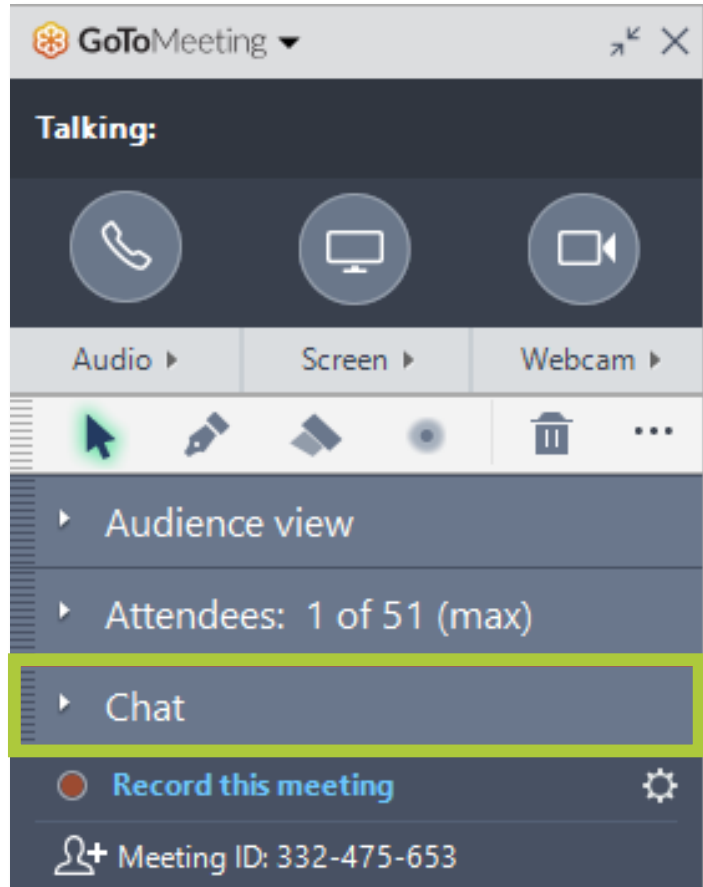 GoToMeeting
Talking:
Audio Screen Webcam
Audience view
Attendees: 1 of 51 (max)
Chat
Record this meeting
Meeting ID: 332-475-653